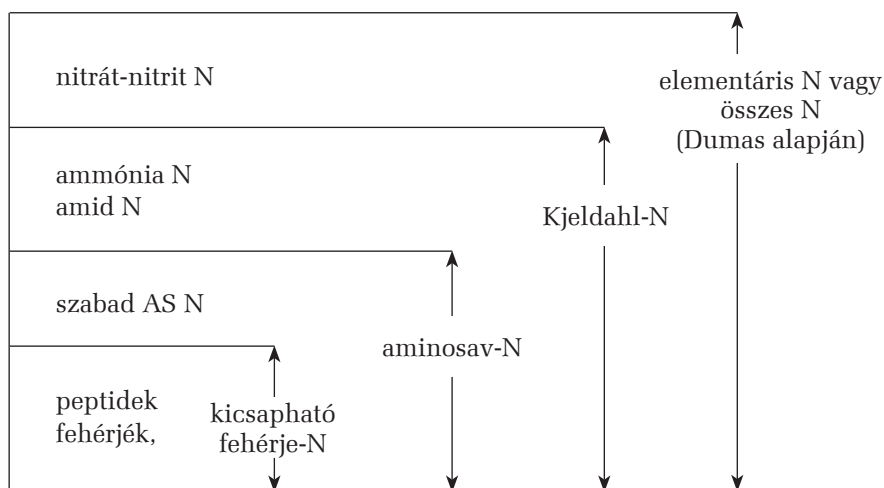 nitrát-nitrit N
elementáris N vagy
összes N
(Dumas alapján)
ammónia N
amid N
Kjeldahl-N
szabad AS N
aminosav-N
peptidek
fehérjék,
kicsapható
fehérje-N